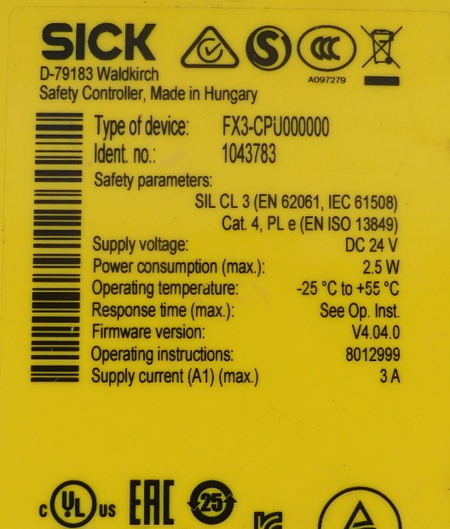 SICK
D-79183 Waldkirch
Safety Controller, Made in Hungary
A097279
Type of device: FX3-CPU000000
Ident. no.: 1043783
Safety parameters:
SIL CL 3 (EN 62061, IEC 61508)
Cat. 4, PL e (EN ISO 13849)
Supply voltage: DC 24 V
Power consumption (max.): 2.5 W
Operating temperature: -25 °C to +55 °C
Response time (max.): See Op. Inst.
Firmware version: V4.04.0
Operating instructions: 8012999
Supply current (A1) (max.) 3 A
c UL us EAC 25